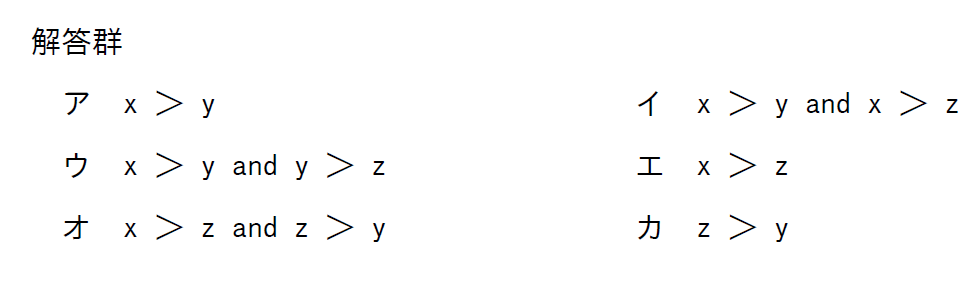 解答群
ア x ＞ y
イ x ＞ y and x ＞ z
ウ x ＞ y and y ＞ z
エ x ＞ z
オ x ＞ z and z ＞ y
カ z ＞ y